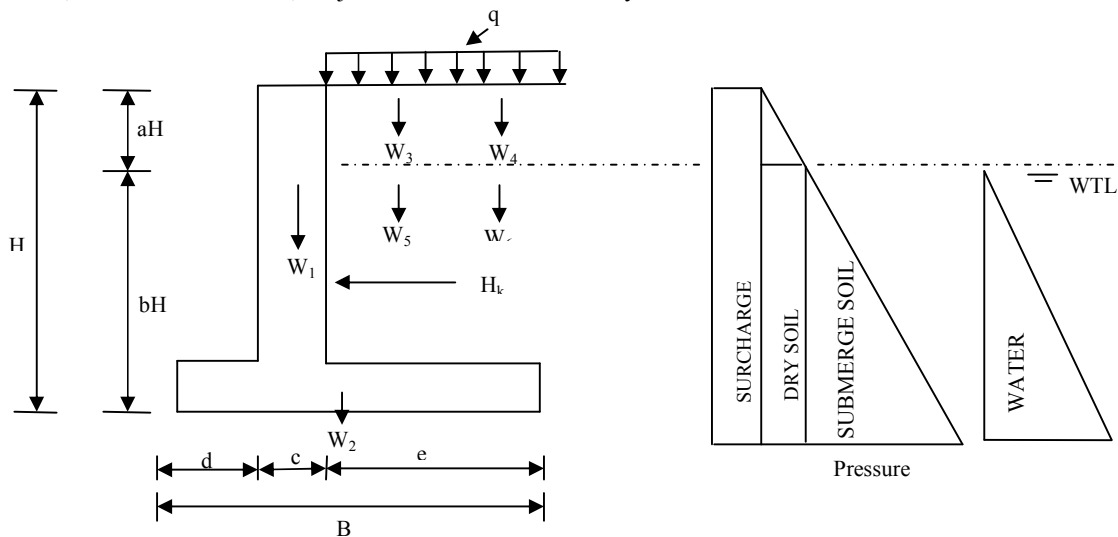 q
aH
W₃
W₄
WTL
H
W₅
W₁
bH
SURCHARGE
DRY SOIL
SUBMERGE SOIL
WATER
W₂
Pressure
d
c
e
B